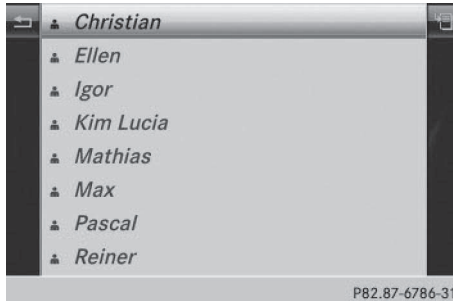 Christian
Ellen
Igor
Kim Lucia
Mathias
Max
Pascal
Reiner
P82.87-6786-31